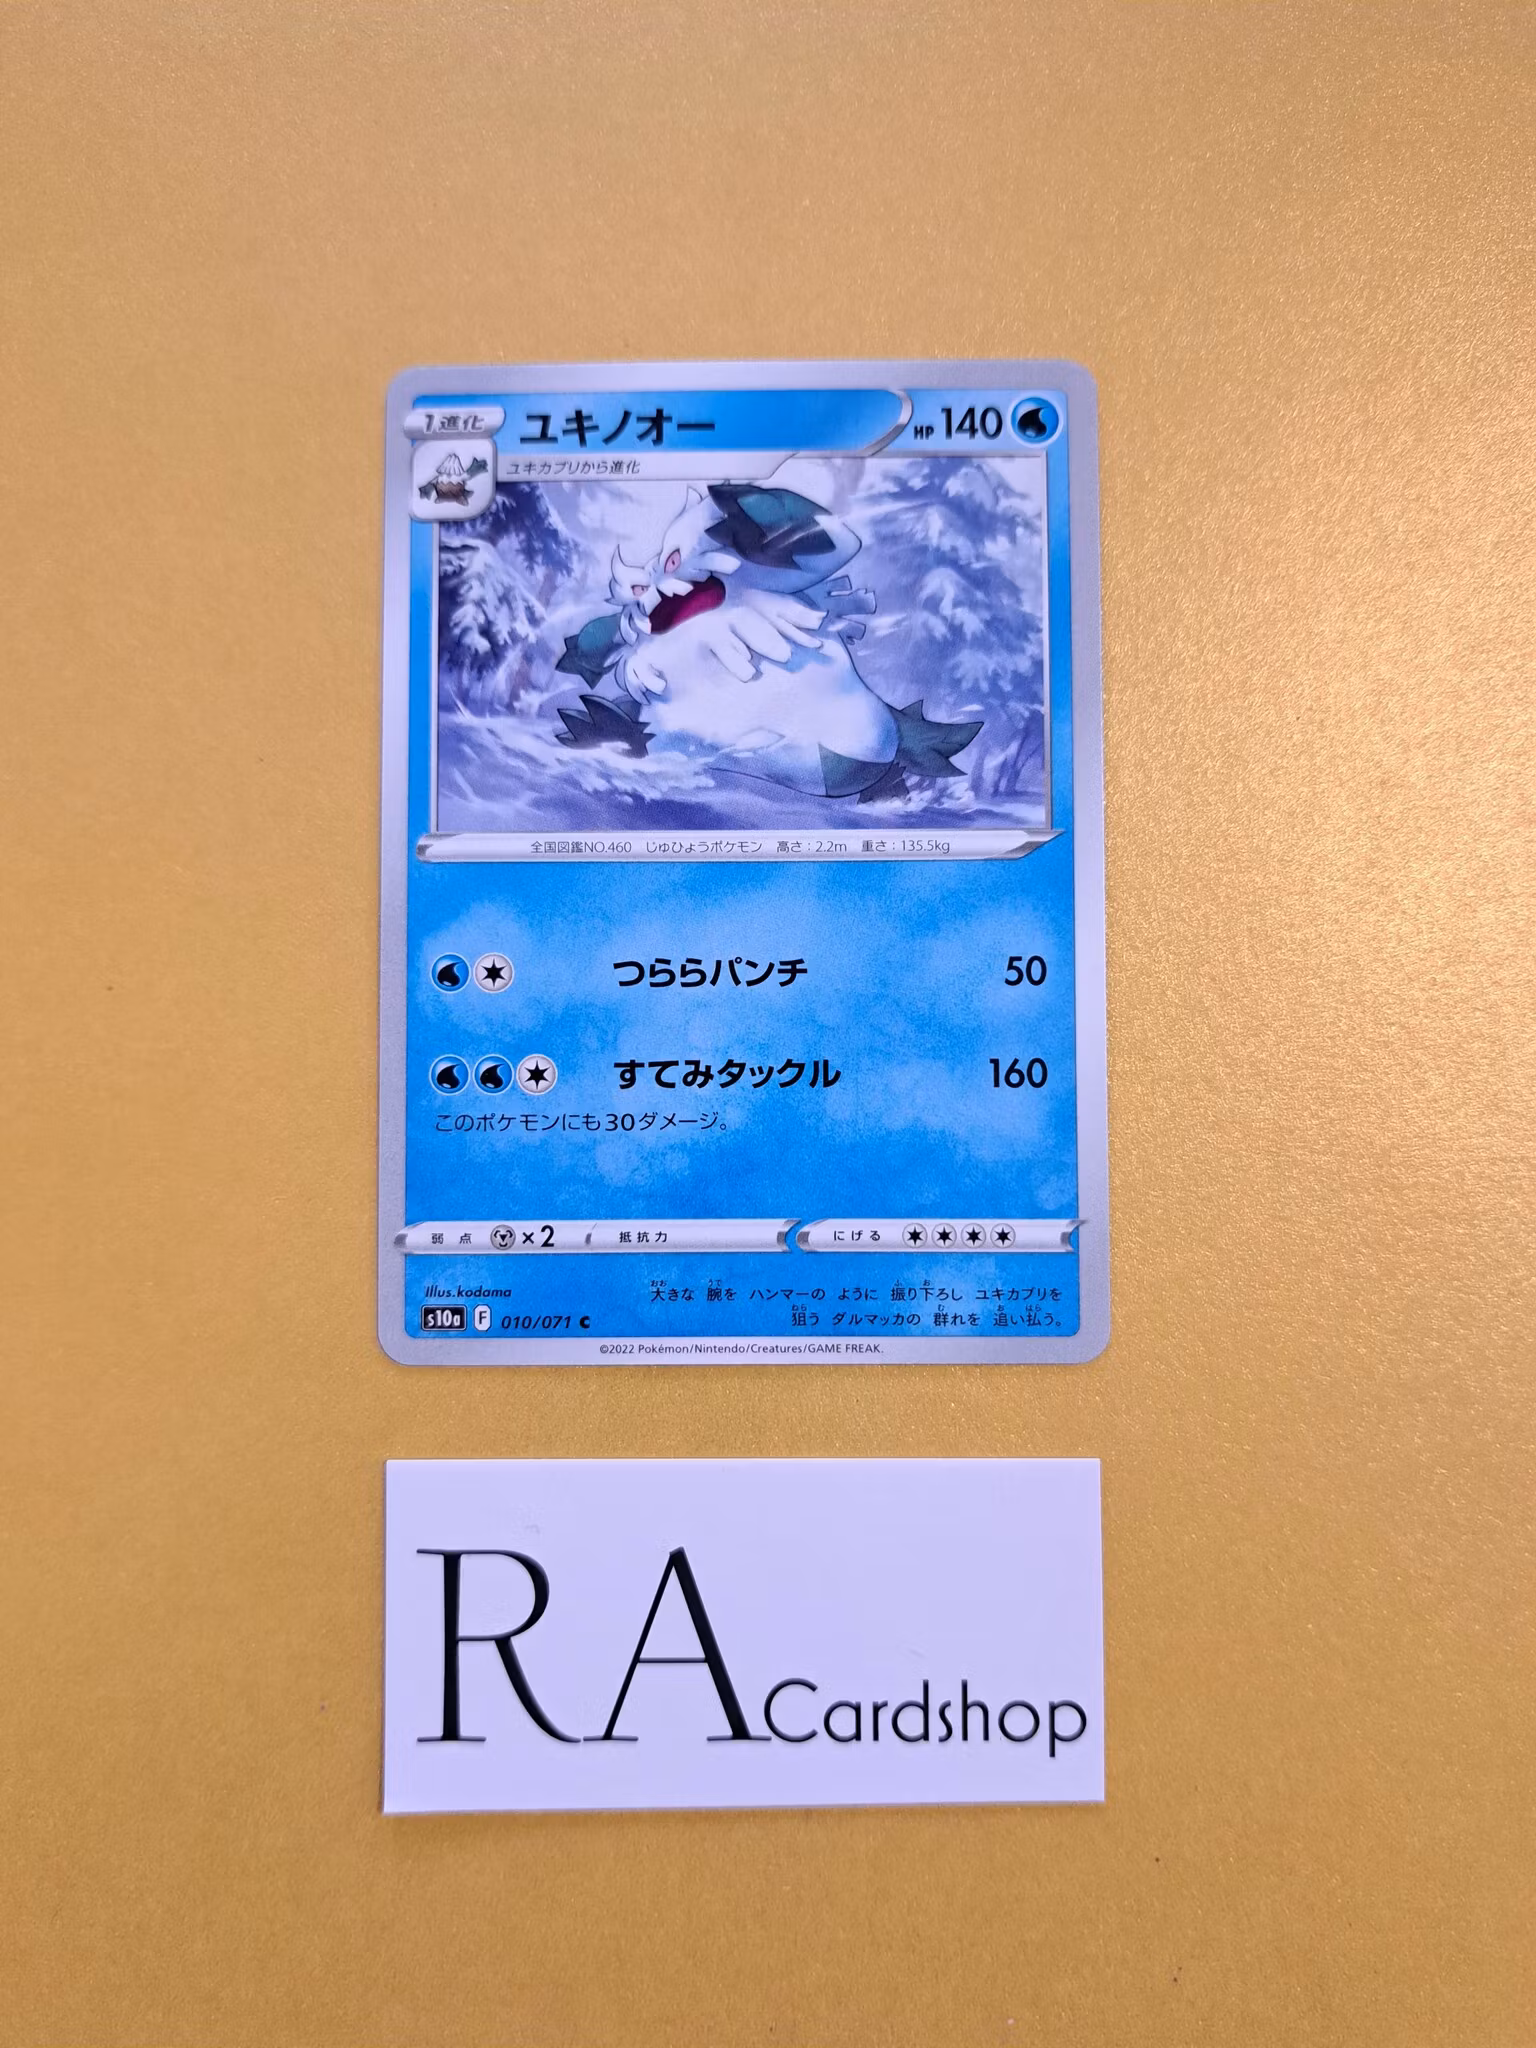 1進化
ユキノオー
HP 140
ユキカブリから進化
全国図鑑NO.460 じゅひょうポケモン 高さ：2.2m 重さ：135.5kg
つららパンチ 50
すてみタックル 160
このポケモンにも30ダメージ。
弱点 ×2 抵抗力 にげる
Illus.kodama
大きな 腕を ハンマーの ように 振り下ろし ユキカブリを
狙う ダルマッカの 群れを 追い払う。
s10a F 010/071 C
©2022 Pokémon/Nintendo/Creatures/GAME FREAK.
RA Cardshop